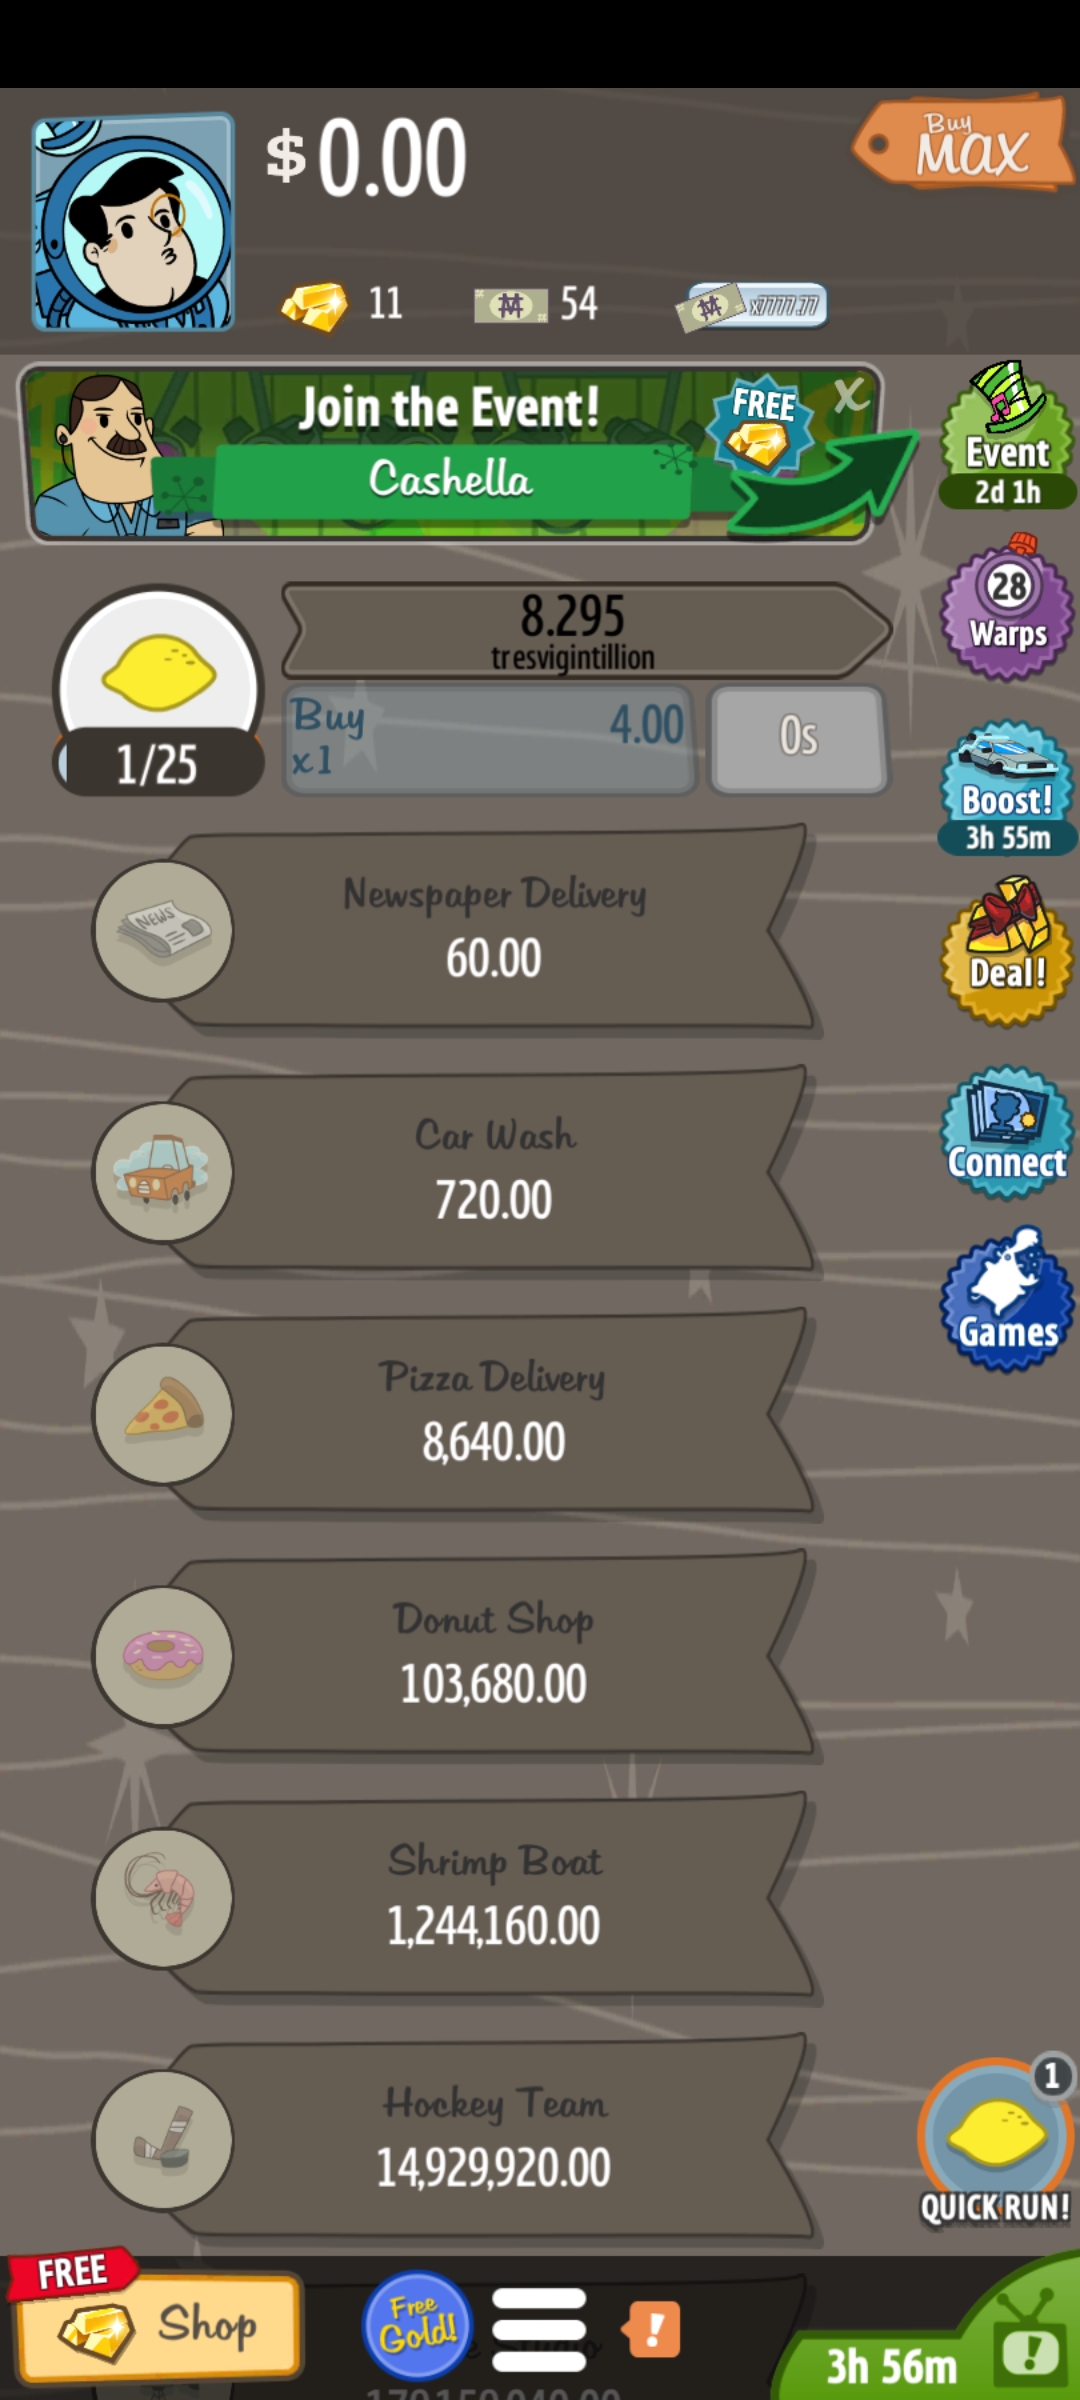 $ 0.00
Buy
MAX
11
54
x7777.77
Join the Event!
FREE
X
Cashella
Event
2d 1h
28
Warps
8.295
tresvigintillion
1/25
Buy
x1
4.00
0s
Boost!
3h 55m
Newspaper Delivery
NEWS
60.00
Deal!
Car Wash
720.00
Connect
Pizza Delivery
8,640.00
Games
Donut Shop
103,680.00
Shrimp Boat
1,244,160.00
Hockey Team
14,929,920.00
1
QUICK RUN!
FREE
Shop
Free
Gold!
!
3h 56m
!